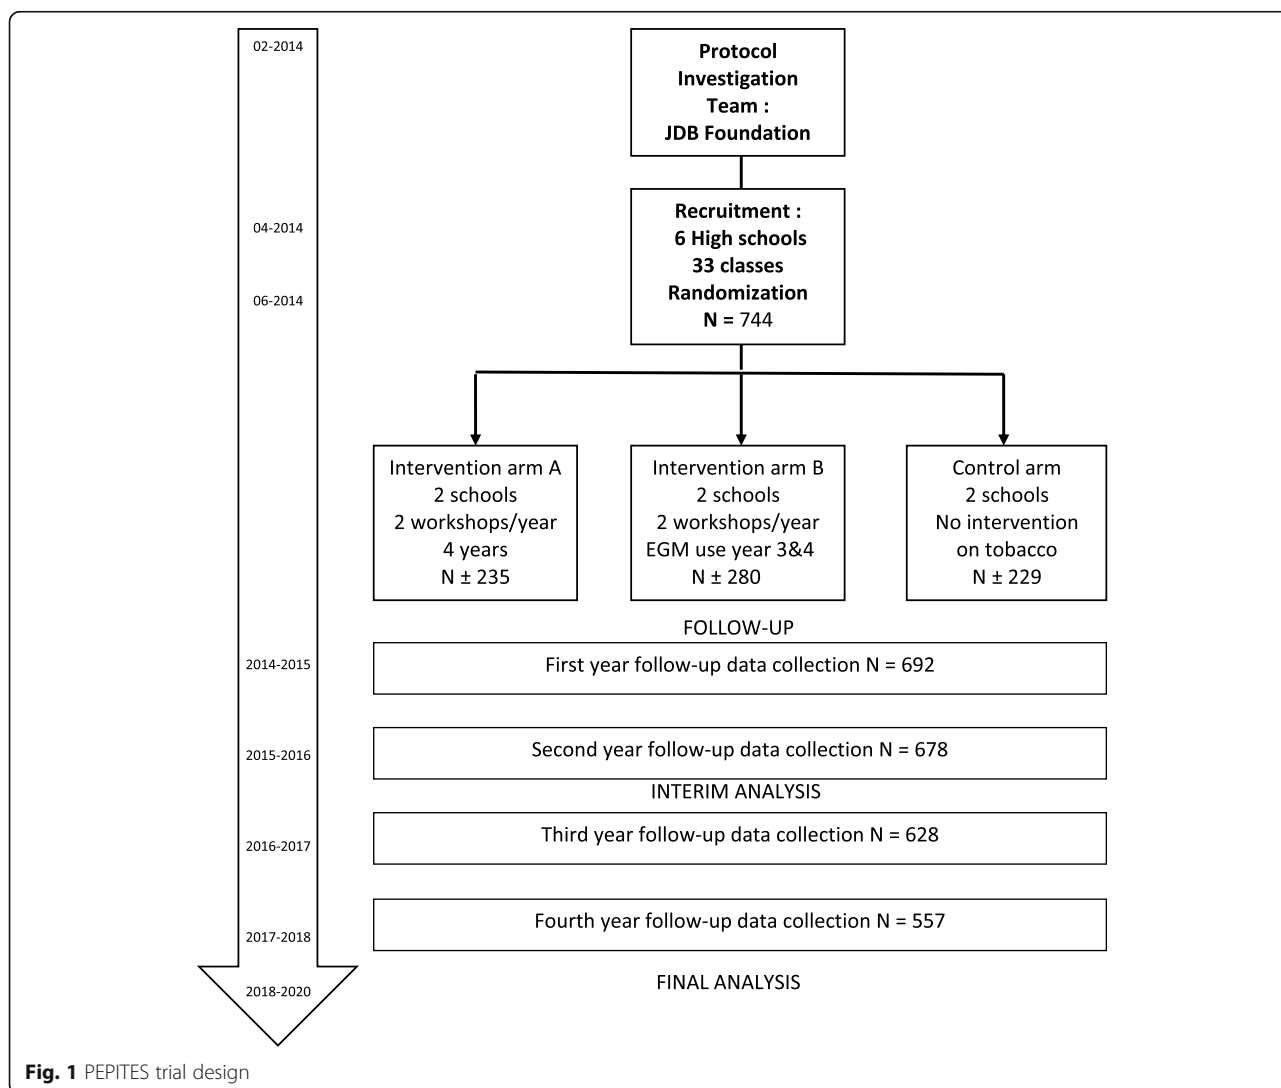 02-2014
Protocol
Investigation
Team :
JDB Foundation
04-2014
06-2014
Recruitment :
6 High schools
33 classes
Randomization
N = 744
Intervention arm A
2 schools
2 workshops/year
4 years
N ± 235
Intervention arm B
2 schools
2 workshops/year
EGM use year 3&4
N ± 280
Control arm
2 schools
No intervention
on tobacco
N ± 229
FOLLOW-UP
2014-2015
First year follow-up data collection N = 692
2015-2016
Second year follow-up data collection N = 678
INTERIM ANALYSIS
2016-2017
Third year follow-up data collection N = 628
2017-2018
Fourth year follow-up data collection N = 557
2018-2020
FINAL ANALYSIS
Fig. 1 PEPITES trial design